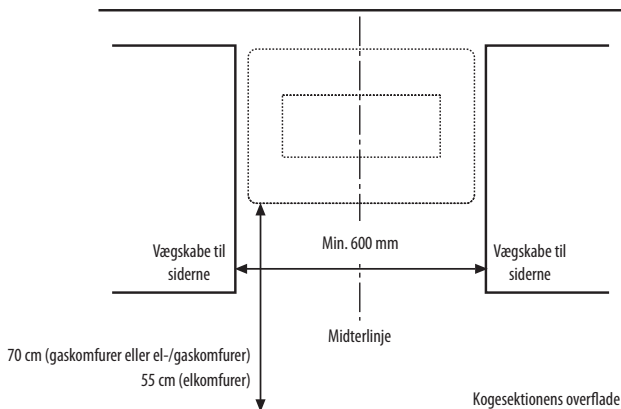 Vægskabe til
siderne
Min. 600 mm
Vægskabe til
siderne
Midterlinje
70 cm (gaskomfurer eller el-/gaskomfurer)
55 cm (elkomfurer)
Kogesektionens overflade